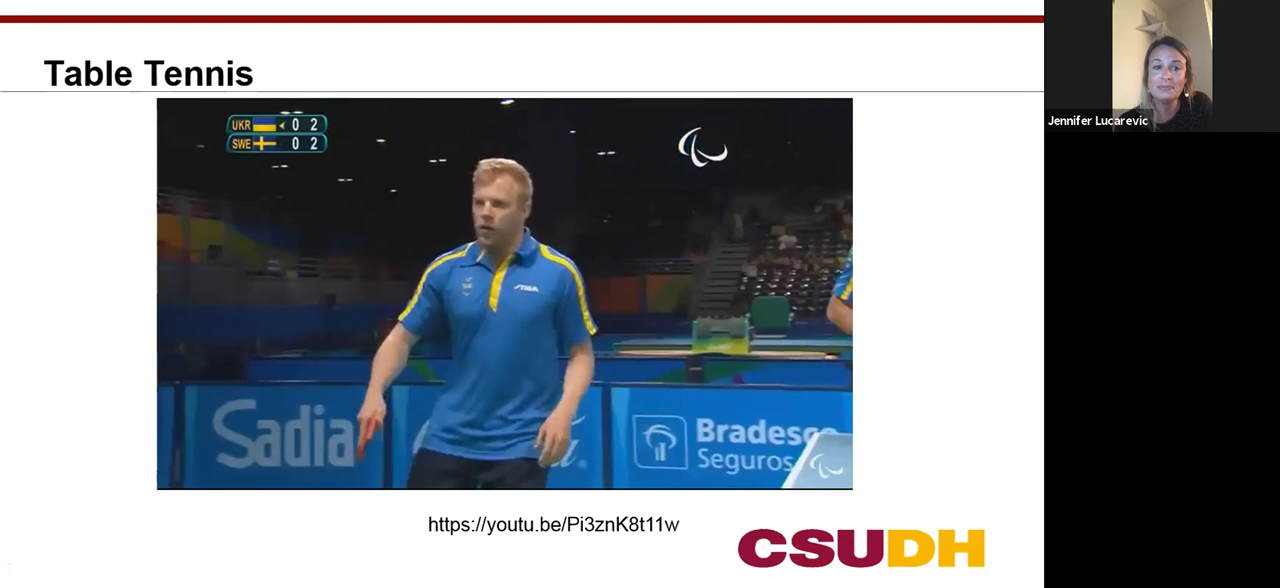 Table Tennis
UKR 0 2
SWE 0 2
STIGA
Sadia
Bradesco
Seguros
https://youtu.be/Pi3znK8t11w
CSUDH
Jennifer Lucarevic